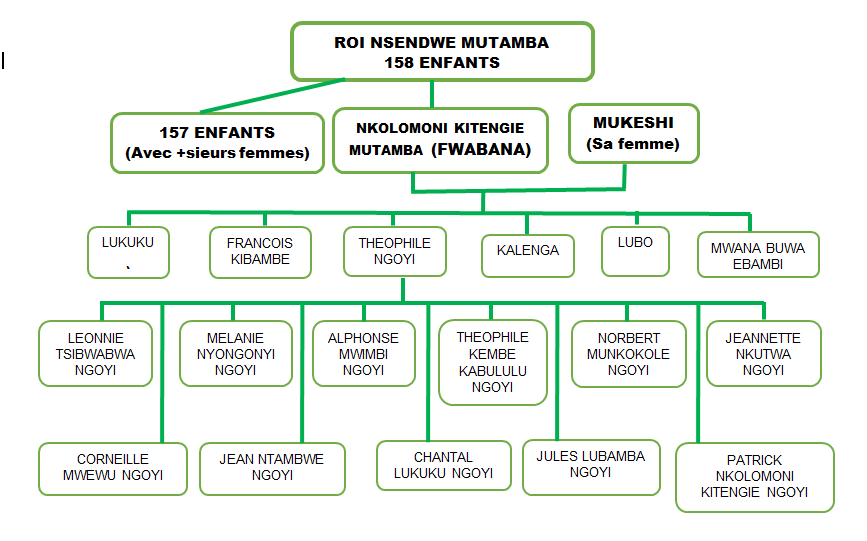 ROI NSENDWE MUTAMBA
158 ENFANTS
157 ENFANTS
(Avec +sieurs femmes)
NKOLOMONI KITENGIE
MUTAMBA (FWABANA)
MUKESHI
(Sa femme)
LUKUKU
FRANCOIS
KIBAMBE
THEOPHILE
NGOYI
KALENGA
LUBO
MWANA BUWA
EBAMBI
LEONNIE
TSIBWABWA
NGOYI
MELANIE
NYONGONYI
NGOYI
ALPHONSE
MWIMBI
NGOYI
THEOPHILE
KEMBE
KABULULU
NGOYI
NORBERT
MUNKOKOLE
NGOYI
JEANNETTE
NKUTWA
NGOYI
CORNEILLE
MWEWU NGOYI
JEAN NTAMBWE
NGOYI
CHANTAL
LUKUKU NGOYI
JULES LUBAMBA
NGOYI
PATRICK
NKOLOMONI
KITENGIE NGOYI